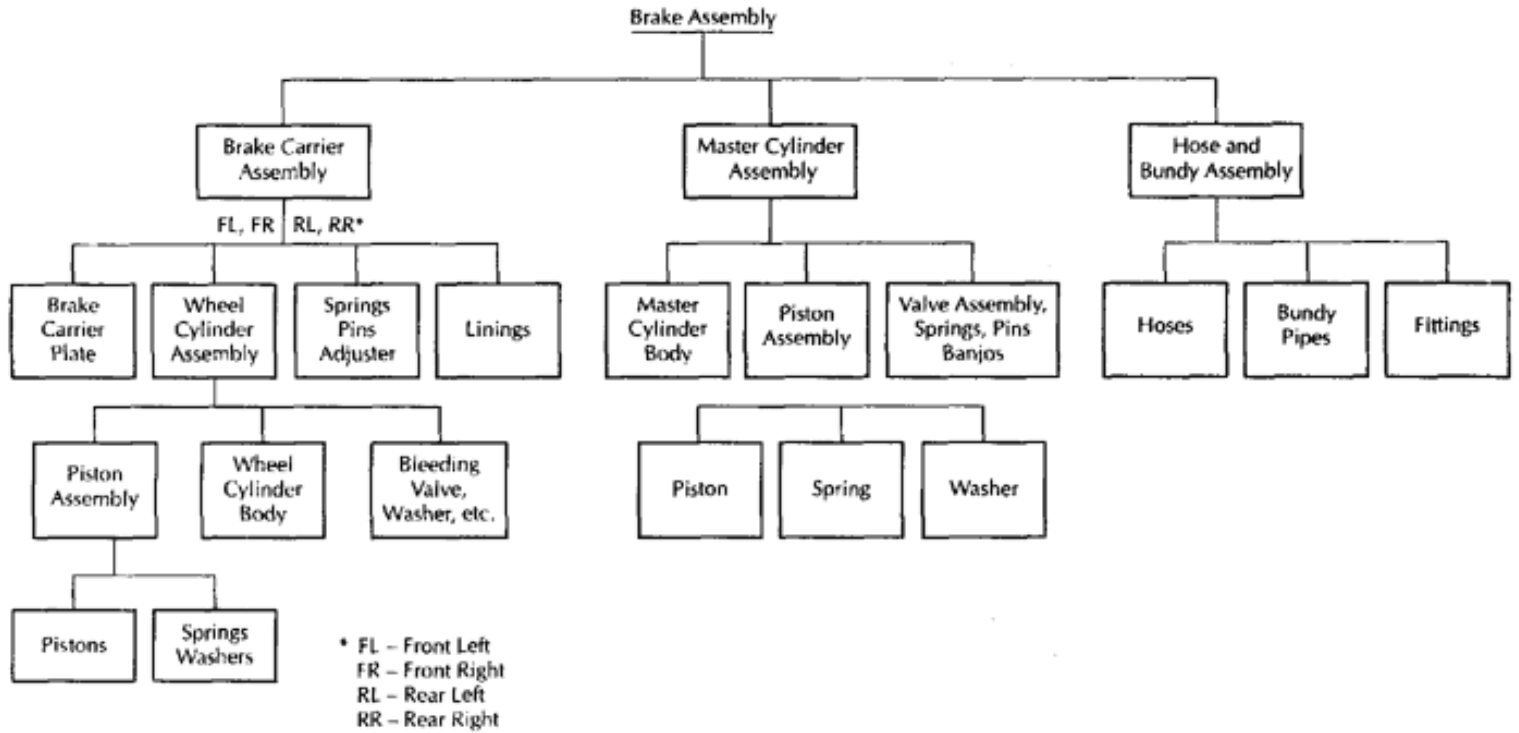 Brake Assembly
Brake Carrier
Assembly
Master Cylinder
Assembly
Hose and
Bundy Assembly
FL, FR RL, RR*
Brake
Carrier
Plate
Wheel
Cylinder
Assembly
Springs
Pins
Adjuster
Linings
Master
Cylinder
Body
Piston
Assembly
Valve Assembly,
Springs, Pins
Banjos
Hoses
Bundy
Pipes
Fittings
Piston
Assembly
Wheel
Cylinder
Body
Bleeding
Valve,
Washer, etc.
Piston
Spring
Washer
Pistons
Springs
Washers
* FL – Front Left
FR – Front Right
RL – Rear Left
RR – Rear Right